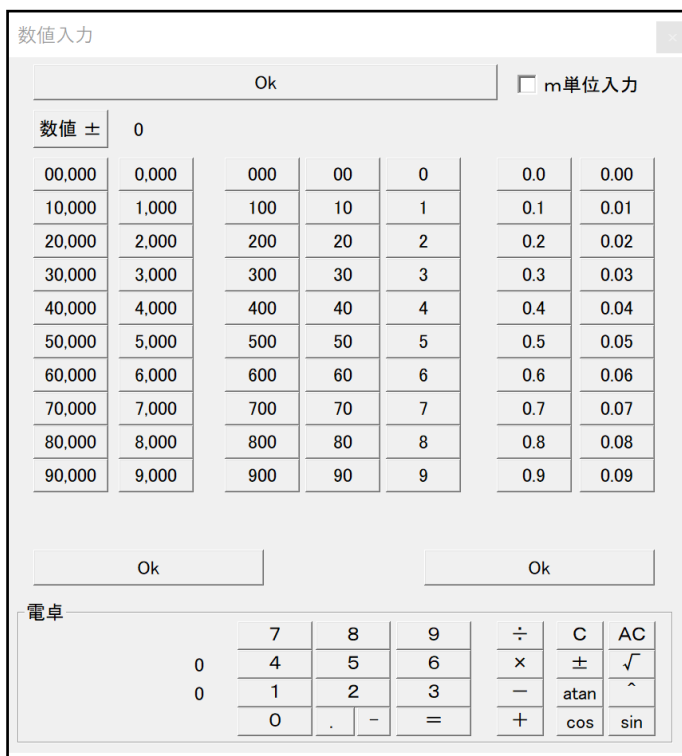 数値入力
Ok m単位入力
数値 ± 0
00,000 0,000 000 00 0 0.0 0.00
10,000 1,000 100 10 1 0.1 0.01
20,000 2,000 200 20 2 0.2 0.02
30,000 3,000 300 30 3 0.3 0.03
40,000 4,000 400 40 4 0.4 0.04
50,000 5,000 500 50 5 0.5 0.05
60,000 6,000 600 60 6 0.6 0.06
70,000 7,000 700 70 7 0.7 0.07
80,000 8,000 800 80 8 0.8 0.08
90,000 9,000 900 90 9 0.9 0.09
Ok Ok
電卓
7 8 9 ÷ C AC
0 4 5 6 × ± √
0 1 2 3 － atan ＾
0 . － ＝ ＋ cos sin